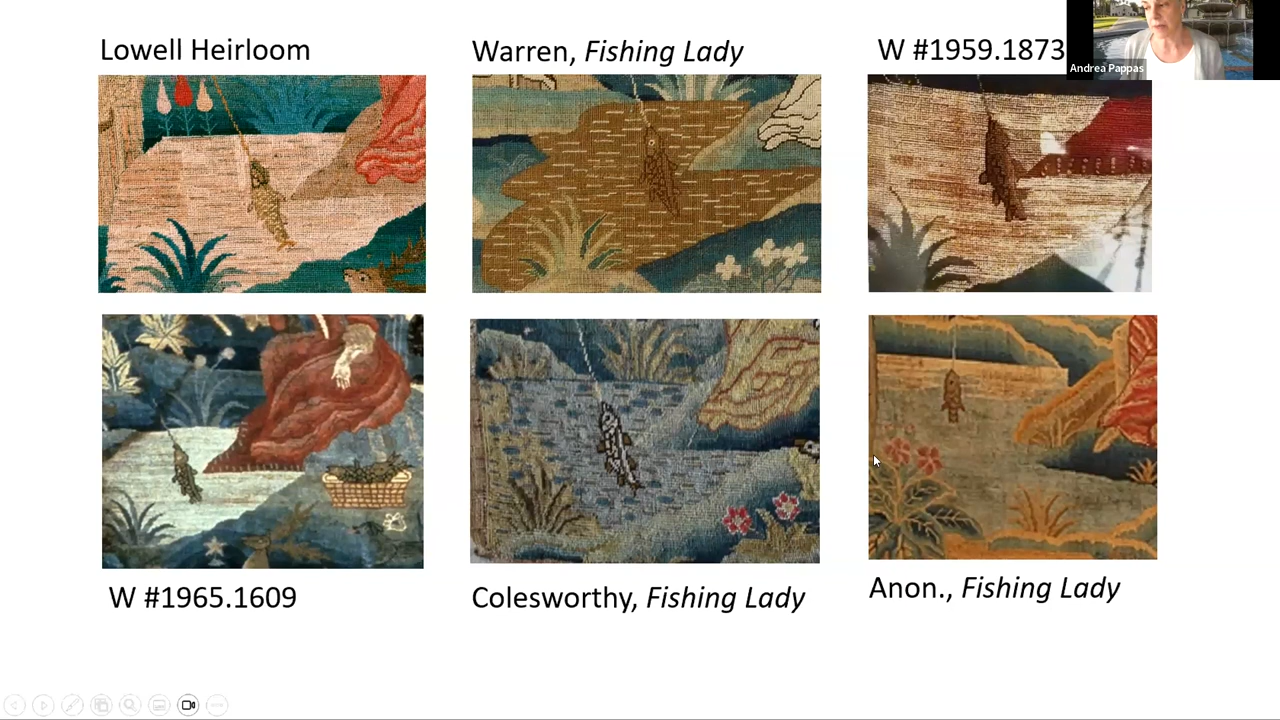 Lowell Heirloom
Warren, Fishing Lady
W #1959.1873
Andrea Pappas
W #1965.1609
Colesworthy, Fishing Lady
Anon., Fishing Lady